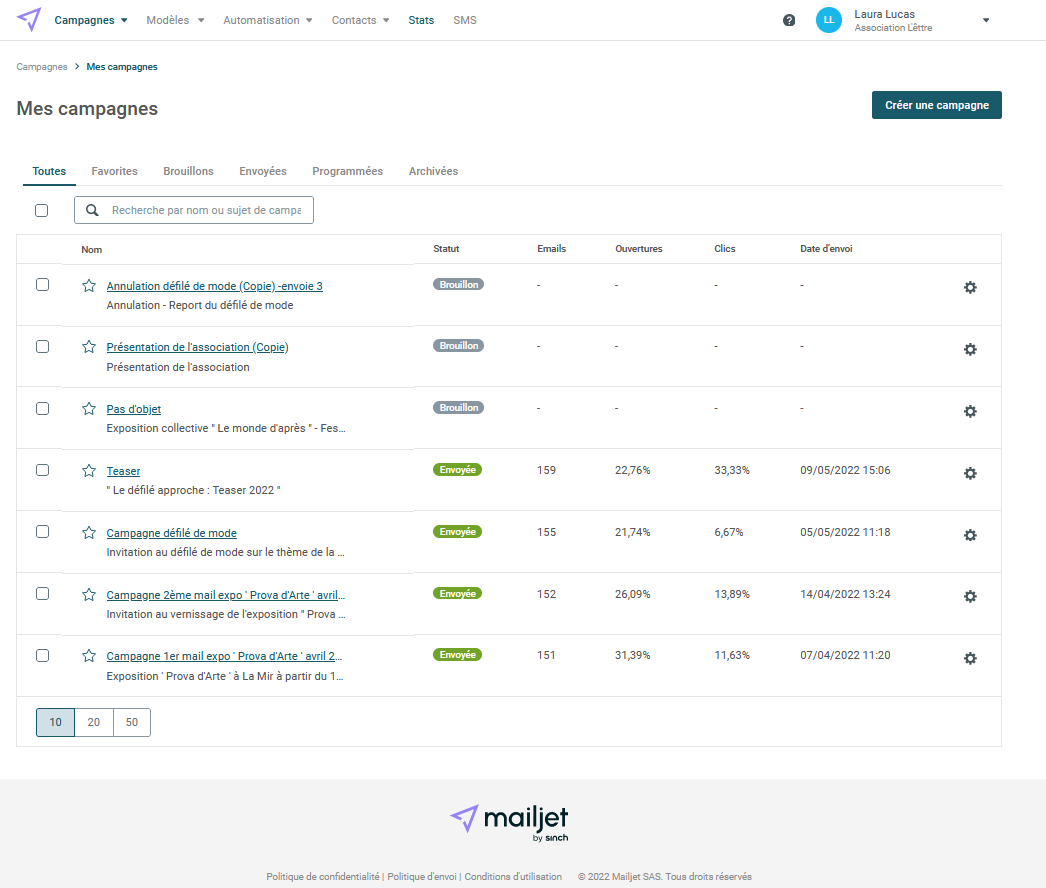 Campagnes Modèles Automatisation Contacts Stats SMS ? LL Laura Lucas
Association L'êttre
Campagnes > Mes campagnes
Mes campagnes Créer une campagne
Toutes Favorites Brouillons Envoyées Programmées Archivées
Recherche par nom ou sujet de campa
Nom Statut Emails Ouvertures Clics Date d'envoi
Annulation défilé de mode (Copie) -envoie 3 Brouillon - - - -
Annulation - Report du défilé de mode
Présentation de l'association (Copie) Brouillon - - - -
Présentation de l'association
Pas d'objet Brouillon - - - -
Exposition collective " Le monde d'après " - Fes...
Teaser Envoyée 159 22,76% 33,33% 09/05/2022 15:06
" Le défilé approche : Teaser 2022 "
Campagne défilé de mode Envoyée 155 21,74% 6,67% 05/05/2022 11:18
Invitation au défilé de mode sur le thème de la ...
Campagne 2ème mail expo ' Prova d'Arte ' avril... Envoyée 152 26,09% 13,89% 14/04/2022 13:24
Invitation au vernissage de l'exposition " Prova ...
Campagne 1er mail expo ' Prova d'Arte ' avril 2... Envoyée 151 31,39% 11,63% 07/04/2022 11:20
Exposition ' Prova d'Arte ' à La Mir à partir du 1...
10 20 50
mailjet
by sinch
Politique de confidentialité | Politique d'envoi | Conditions d'utilisation © 2022 Mailjet SAS. Tous droits réservés